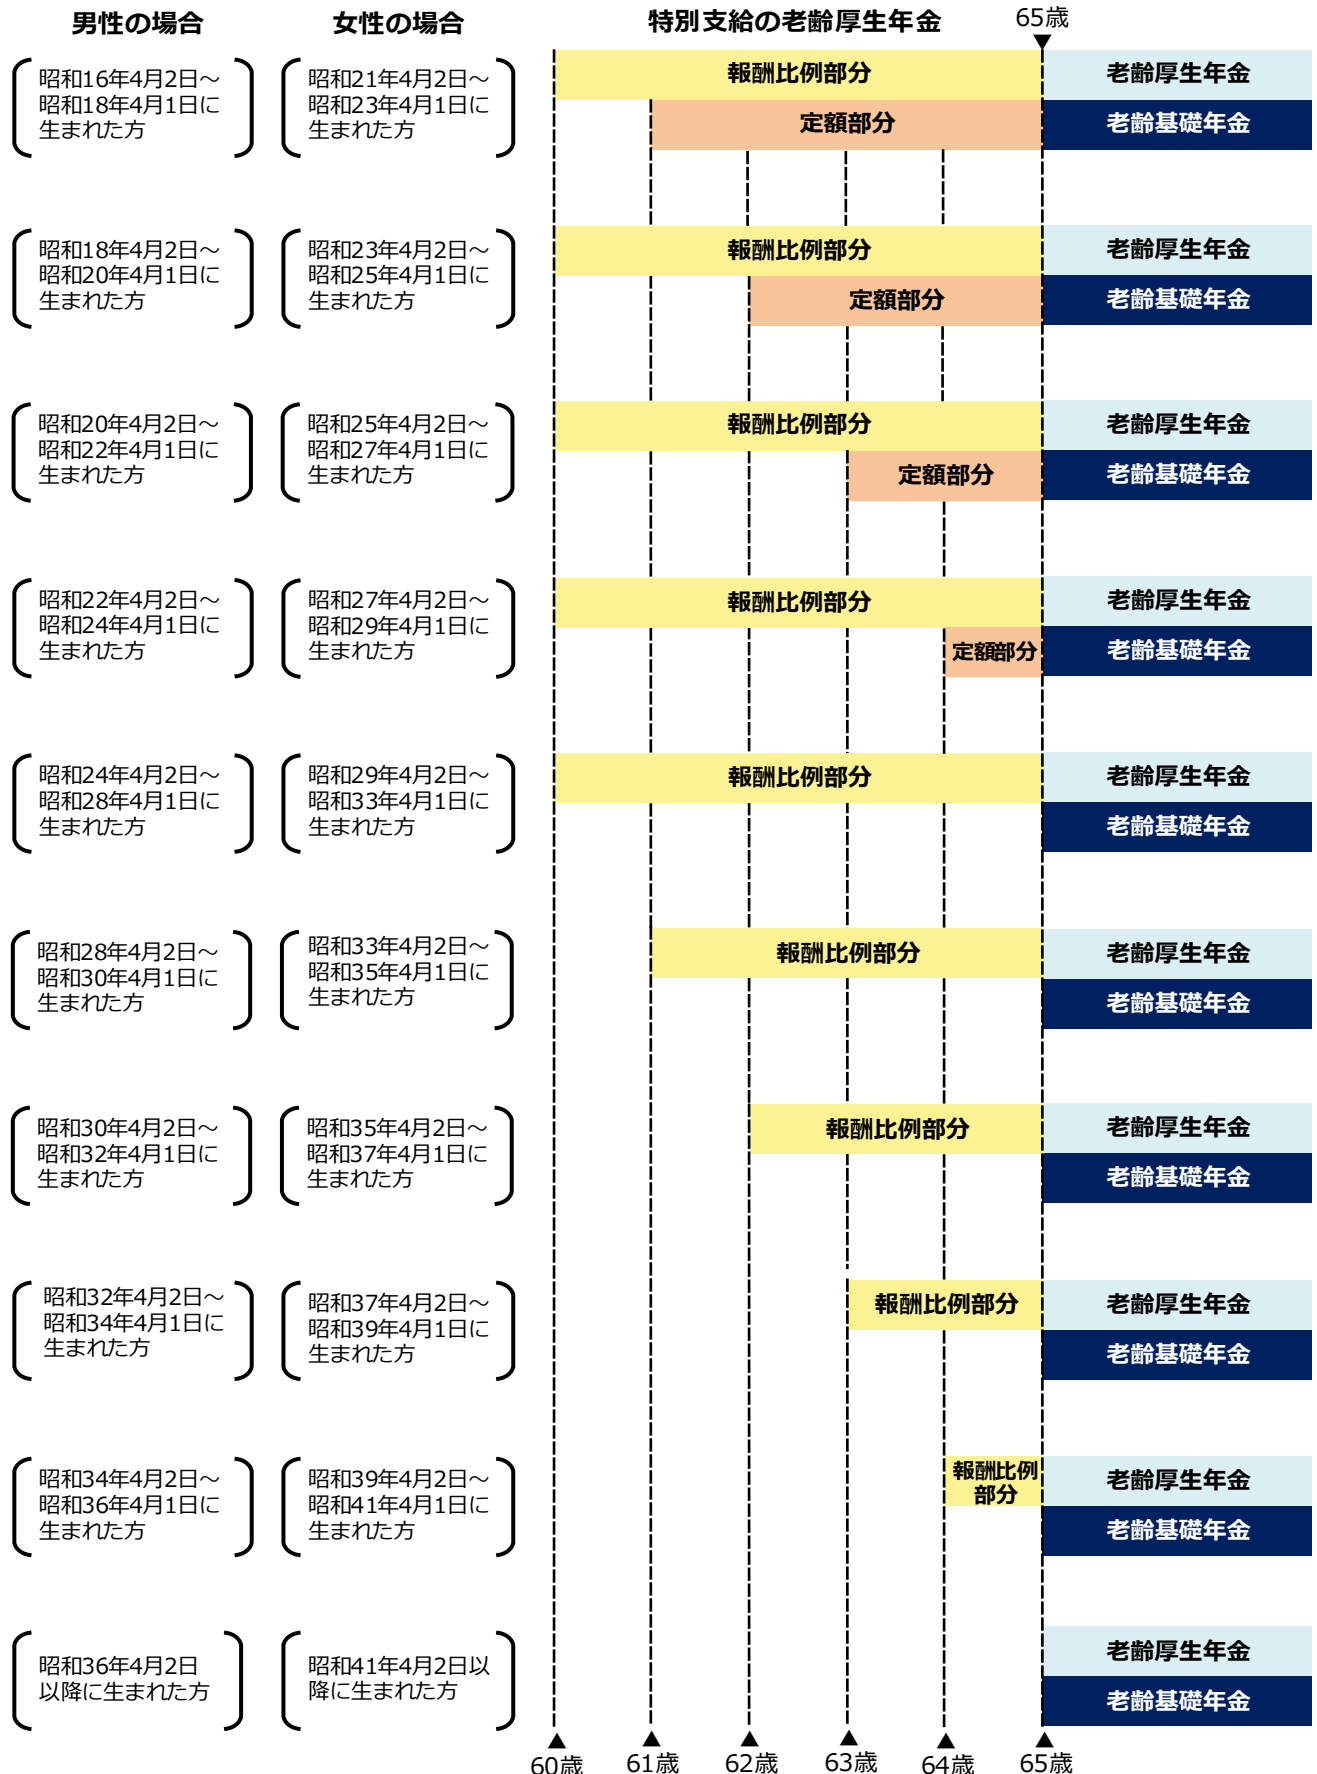 男性の場合
女性の場合
特別支給の老齢厚生年金
65歳
昭和16年4月2日～
昭和18年4月1日に
生まれた方
昭和21年4月2日～
昭和23年4月1日に
生まれた方
報酬比例部分
老齢厚生年金
定額部分
老齢基礎年金
昭和18年4月2日～
昭和20年4月1日に
生まれた方
昭和23年4月2日～
昭和25年4月1日に
生まれた方
報酬比例部分
老齢厚生年金
定額部分
老齢基礎年金
昭和20年4月2日～
昭和22年4月1日に
生まれた方
昭和25年4月2日～
昭和27年4月1日に
生まれた方
報酬比例部分
老齢厚生年金
定額部分
老齢基礎年金
昭和22年4月2日～
昭和24年4月1日に
生まれた方
昭和27年4月2日～
昭和29年4月1日に
生まれた方
報酬比例部分
老齢厚生年金
定額部分
老齢基礎年金
昭和24年4月2日～
昭和28年4月1日に
生まれた方
昭和29年4月2日～
昭和33年4月1日に
生まれた方
報酬比例部分
老齢厚生年金
老齢基礎年金
昭和28年4月2日～
昭和30年4月1日に
生まれた方
昭和33年4月2日～
昭和35年4月1日に
生まれた方
報酬比例部分
老齢厚生年金
老齢基礎年金
昭和30年4月2日～
昭和32年4月1日に
生まれた方
昭和35年4月2日～
昭和37年4月1日に
生まれた方
報酬比例部分
老齢厚生年金
老齢基礎年金
昭和32年4月2日～
昭和34年4月1日に
生まれた方
昭和37年4月2日～
昭和39年4月1日に
生まれた方
報酬比例部分
老齢厚生年金
老齢基礎年金
昭和34年4月2日～
昭和36年4月1日に
生まれた方
昭和39年4月2日～
昭和41年4月1日に
生まれた方
報酬比例
部分
老齢厚生年金
老齢基礎年金
昭和36年4月2日
以降に生まれた方
昭和41年4月2日以
降に生まれた方
老齢厚生年金
老齢基礎年金
60歳
61歳
62歳
63歳
64歳
65歳